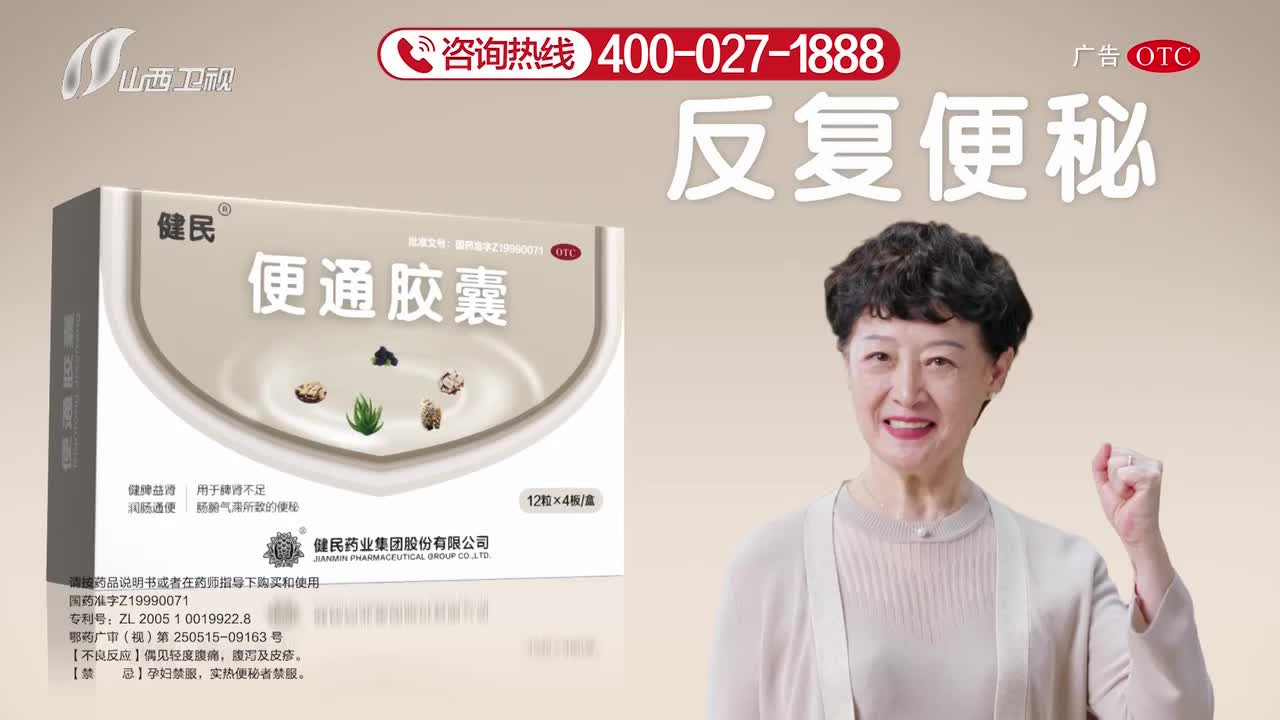 山西卫视
咨询热线 400-027-1888
广告 OTC
反复便秘
健民®
批准文号：国药准字Z19990071 OTC
便通胶囊
便通胶囊
健脾益肾 用于脾肾不足
润肠通便 肠腑气滞所致的便秘
12粒×4板/盒
健民药业集团股份有限公司
JIANMIN PHARMACEUTICAL GROUP CO.,LTD.
请按药品说明书或者在药师指导下购买和使用
国药准字Z19990071
专利号：ZL 2005 1 0019922.8
鄂药广审（视）第 250515-09163 号
【不良反应】偶见轻度腹痛，腹泻及皮疹。
【禁 忌】孕妇禁服，实热便秘者禁服。